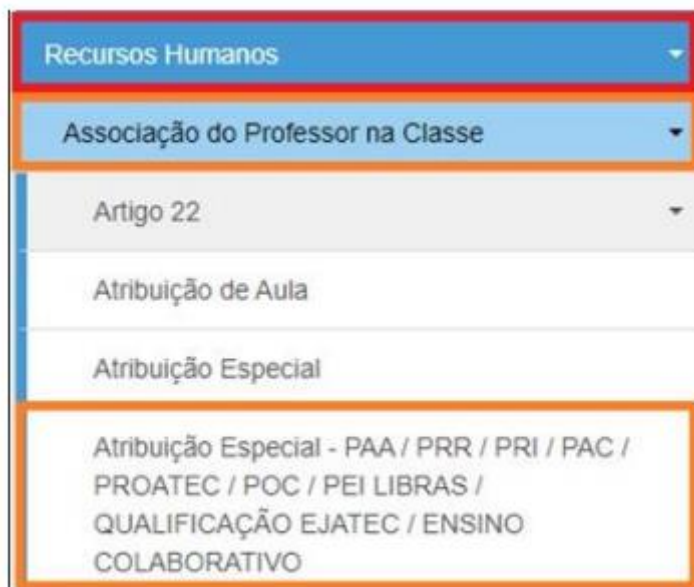 Recursos Humanos
Associação do Professor na Classe
Artigo 22
Atribuição de Aula
Atribuição Especial
Atribuição Especial - PAA / PRR / PRI / PAC /
PROATEC / POC / PEI LIBRAS /
QUALIFICAÇÃO EJATEC / ENSINO
COLABORATIVO